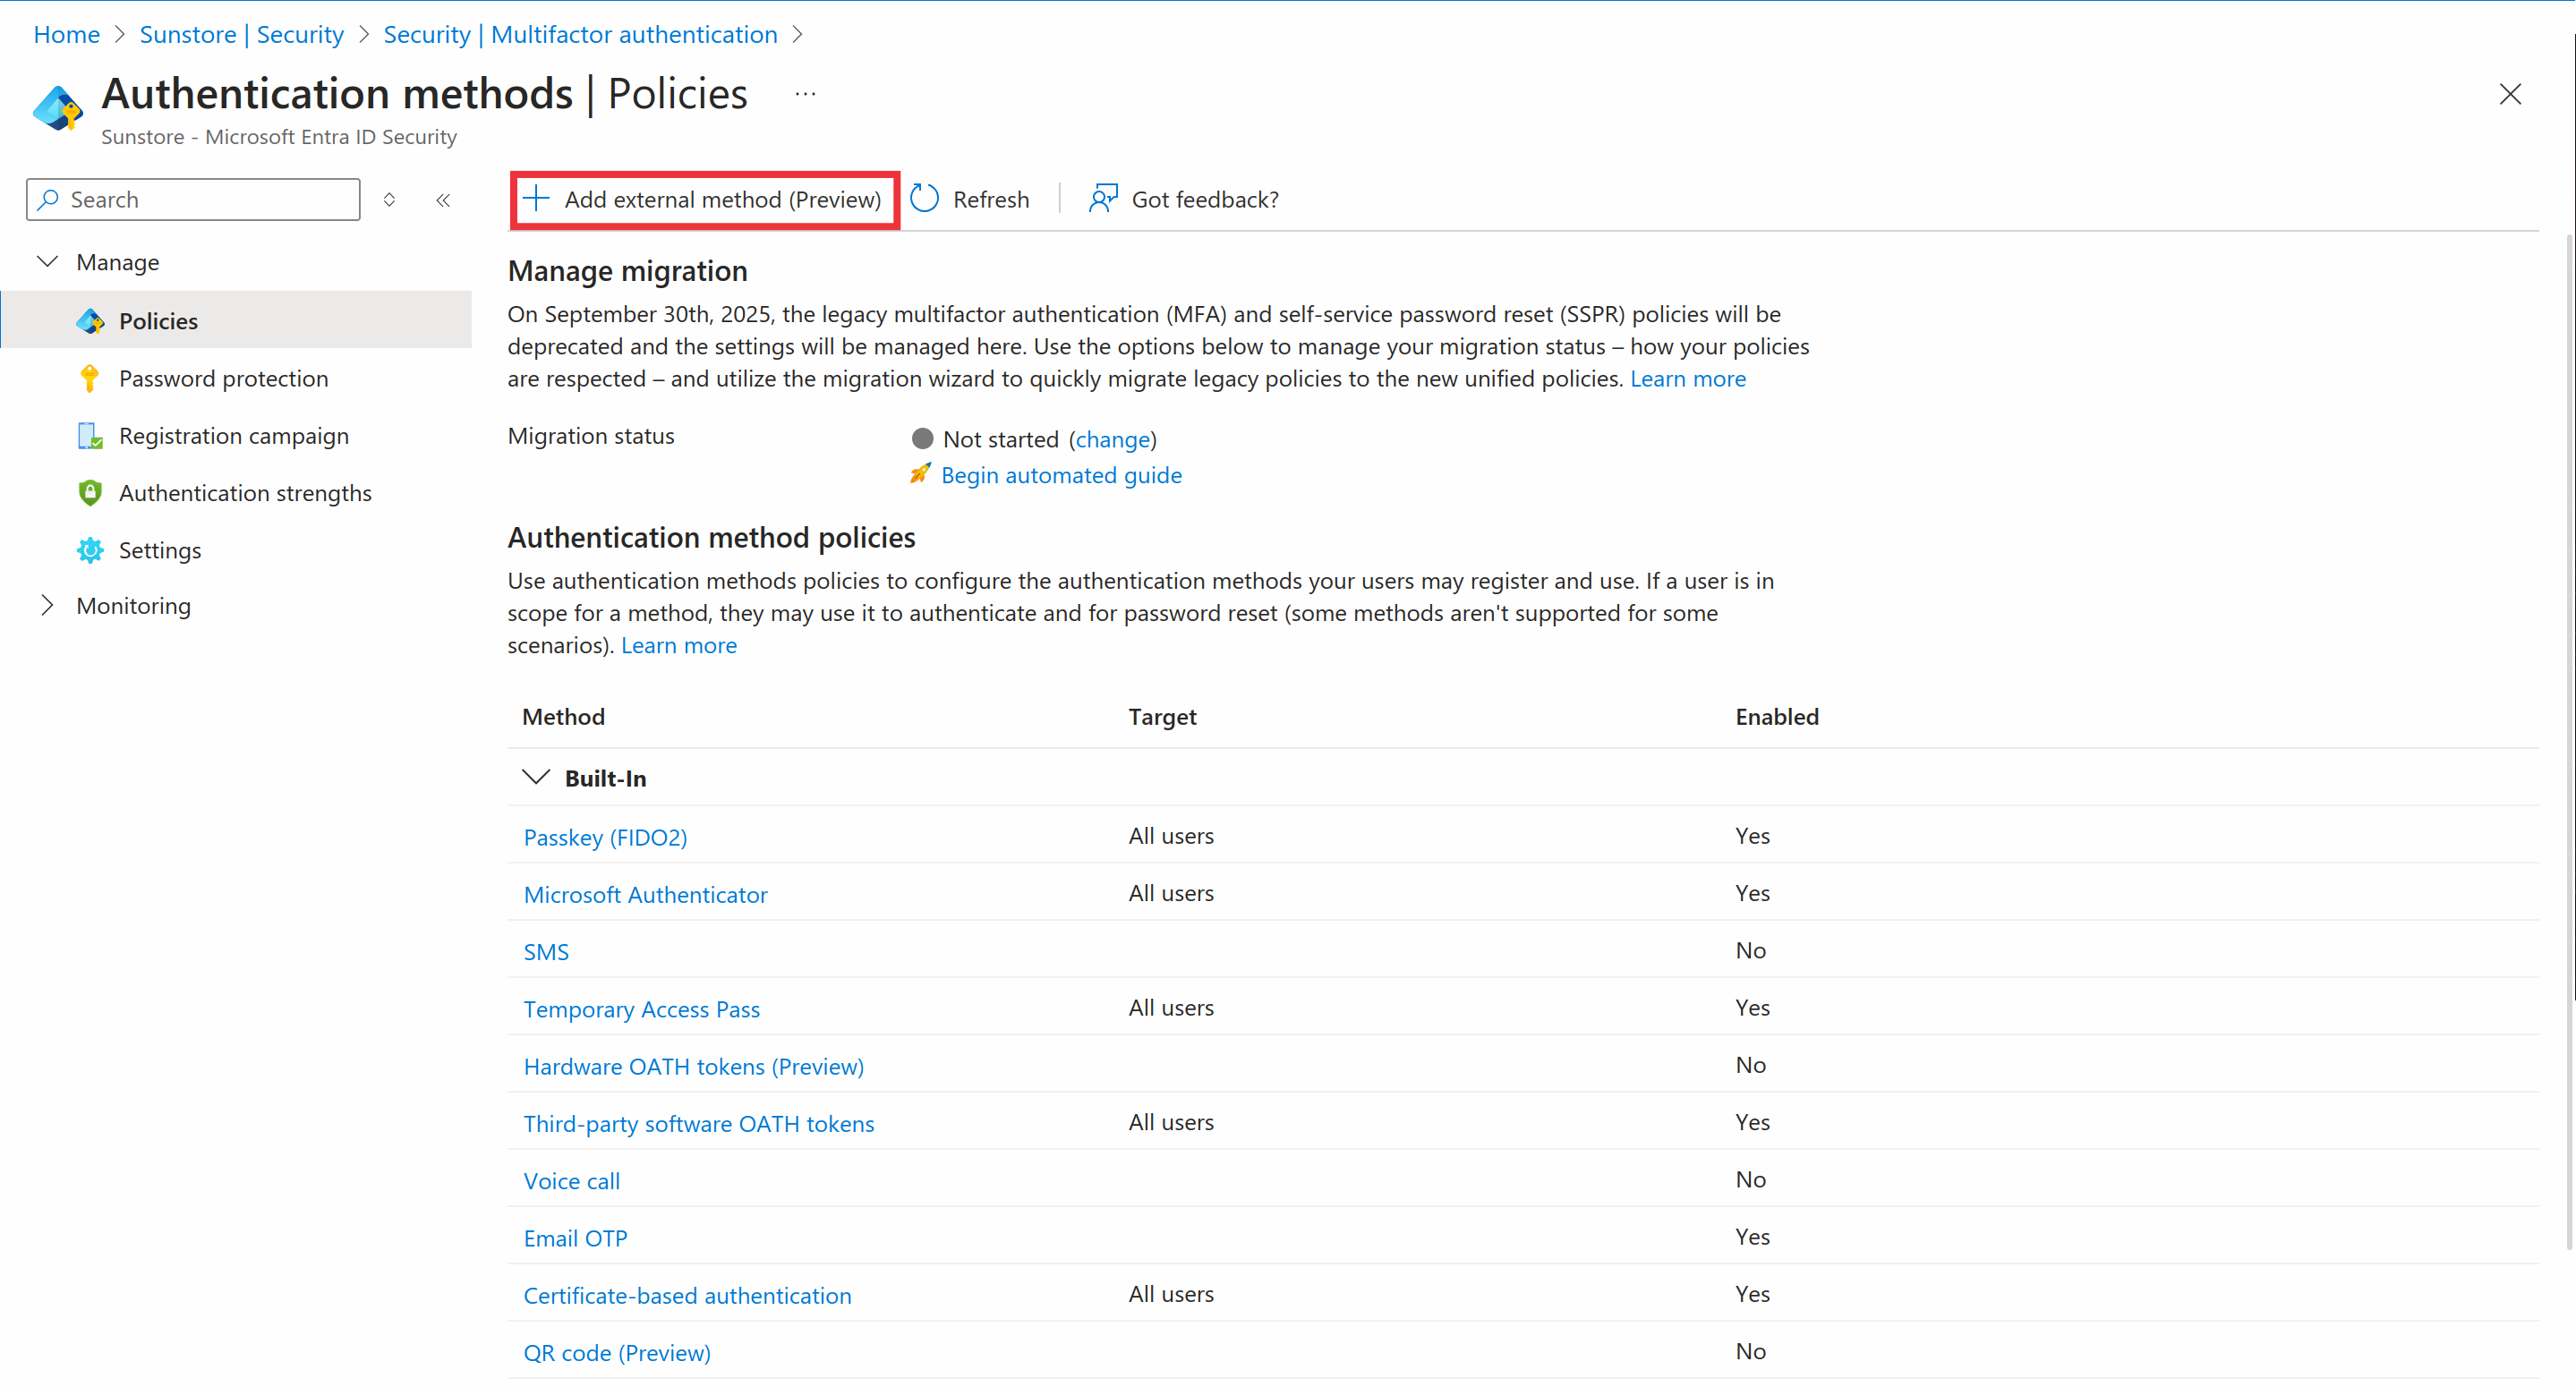 Home > Sunstore | Security > Security | Multifactor authentication >
Authentication methods | Policies ...
Sunstore - Microsoft Entra ID Security
Search
Manage
Policies
Password protection
Registration campaign
Authentication strengths
Settings
Monitoring
Add external method (Preview) Refresh | Got feedback?
Manage migration
On September 30th, 2025, the legacy multifactor authentication (MFA) and self-service password reset (SSPR) policies will be
deprecated and the settings will be managed here. Use the options below to manage your migration status – how your policies
are respected – and utilize the migration wizard to quickly migrate legacy policies to the new unified policies. Learn more
Migration status Not started (change)
Begin automated guide
Authentication method policies
Use authentication methods policies to configure the authentication methods your users may register and use. If a user is in
scope for a method, they may use it to authenticate and for password reset (some methods aren't supported for some
scenarios). Learn more
Method Target Enabled
Built-In
Passkey (FIDO2) All users Yes
Microsoft Authenticator All users Yes
SMS No
Temporary Access Pass All users Yes
Hardware OATH tokens (Preview) No
Third-party software OATH tokens All users Yes
Voice call No
Email OTP Yes
Certificate-based authentication All users Yes
QR code (Preview) No